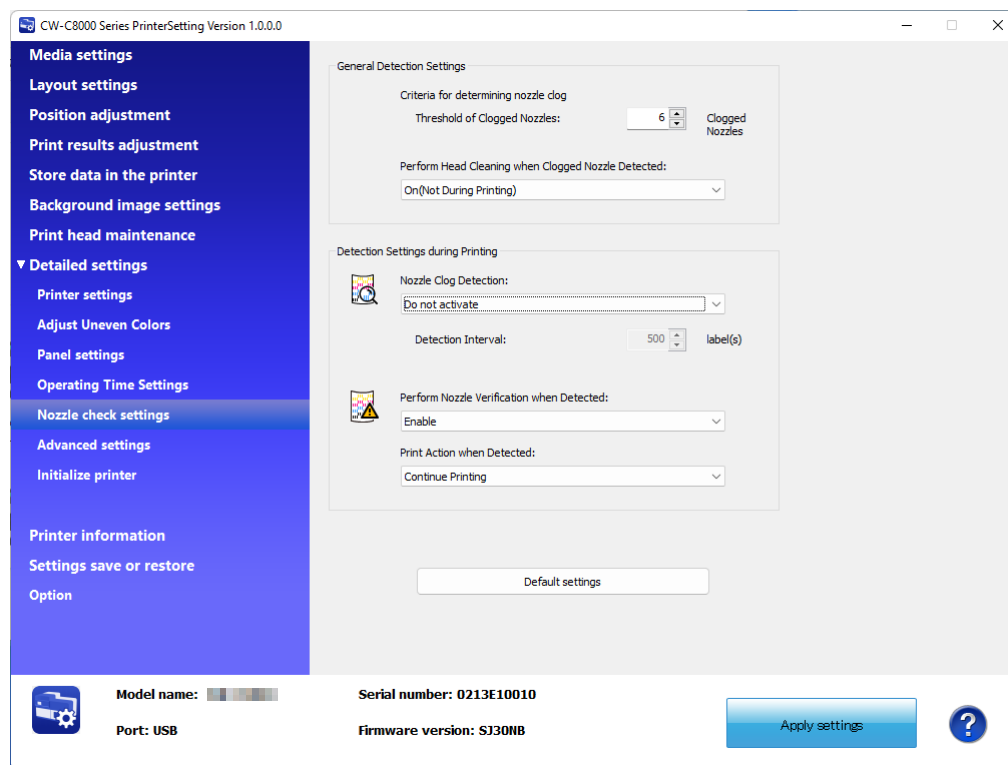 CW-C8000 Series PrinterSetting Version 1.0.0.0
Media settings
Layout settings
Position adjustment
Print results adjustment
Store data in the printer
Background image settings
Print head maintenance
Detailed settings
Printer settings
Adjust Uneven Colors
Panel settings
Operating Time Settings
Nozzle check settings
Advanced settings
Initialize printer
Printer information
Settings save or restore
Option
General Detection Settings
Criteria for determining nozzle clog
Threshold of Clogged Nozzles: 6 Clogged
Nozzles
Perform Head Cleaning when Clogged Nozzle Detected:
On(Not During Printing)
Detection Settings during Printing
Nozzle Clog Detection:
Do not activate
Detection Interval: 500 label(s)
Perform Nozzle Verification when Detected:
Enable
Print Action when Detected:
Continue Printing
Default settings
Model name:
Serial number: 0213E10010
Port: USB
Firmware version: SJ30NB
Apply settings
?